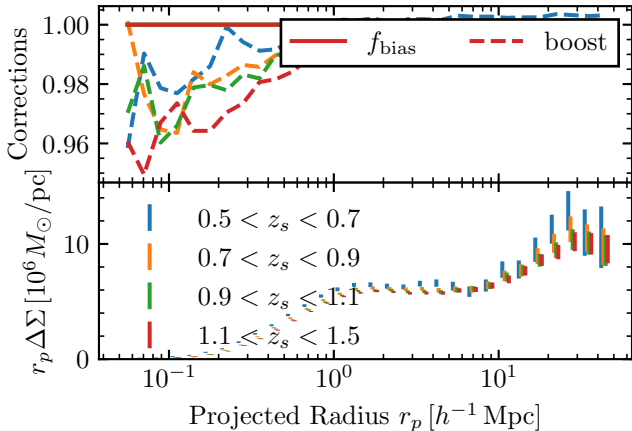 1.00
0.98
0.96
Corrections
f_bias boost
10
0
r_pΔΣ [10^6 M_⊙/pc]
0.5 < z_s < 0.7
0.7 < z_s < 0.9
0.9 < z_s < 1.1
1.1 < z_s < 1.5
10^−1 10^0 10^1
Projected Radius r_p [h^−1 Mpc]